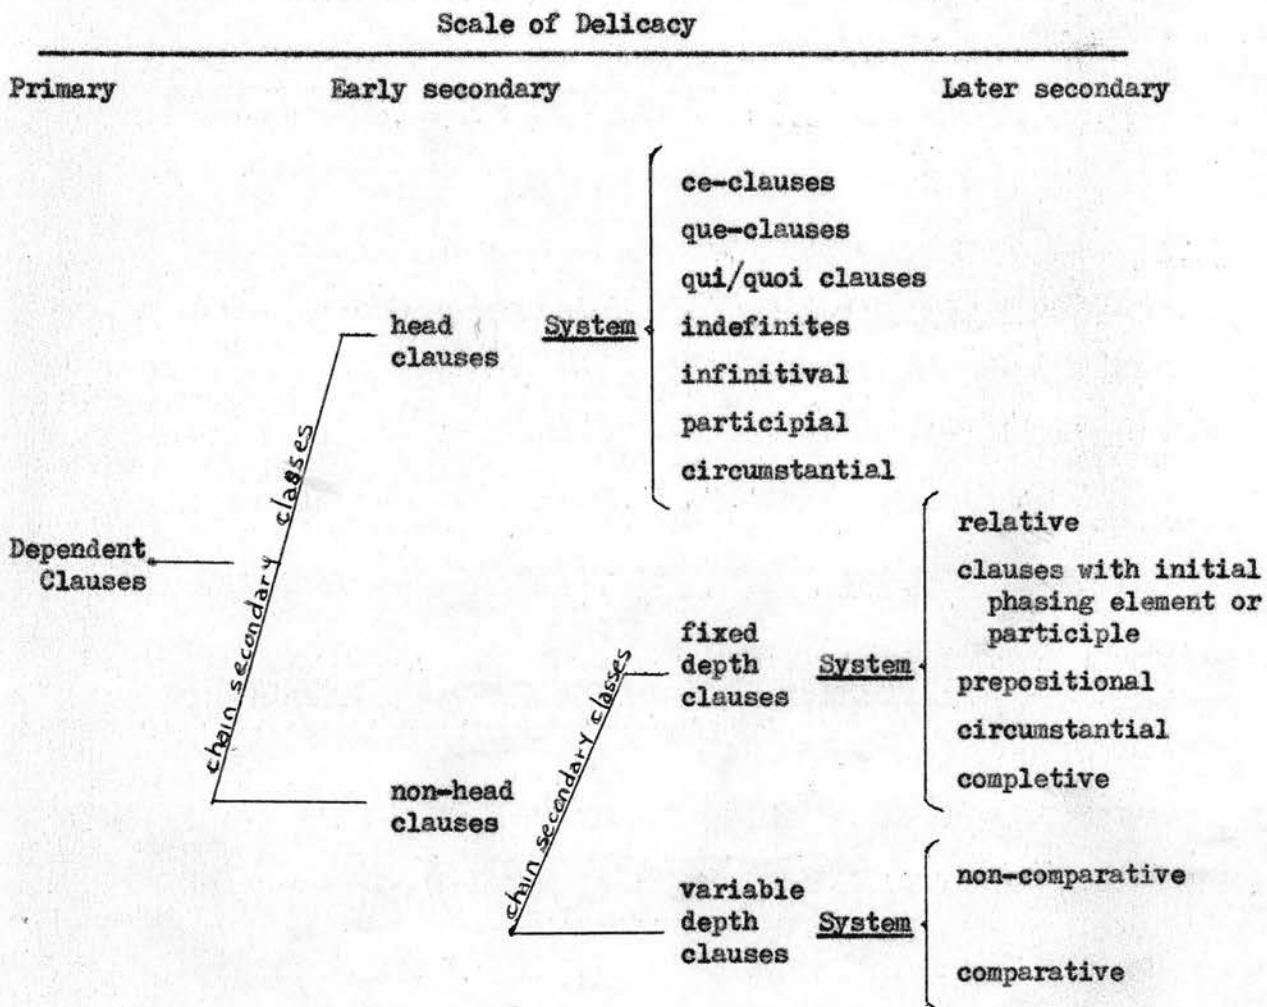 Scale of Delicacy
Primary Early secondary Later secondary
ce-clauses
que-clauses
qui/quoi clauses
head System indefinites
clauses
infinitival
participial
circumstantial
chain secondary classes
relative
Dependent
Clauses
clauses with initial
phasing element or
participle
fixed
depth System
clauses
prepositional
circumstantial
completive
chain secondary classes
non-head
clauses
variable
depth System
clauses
non-comparative
comparative